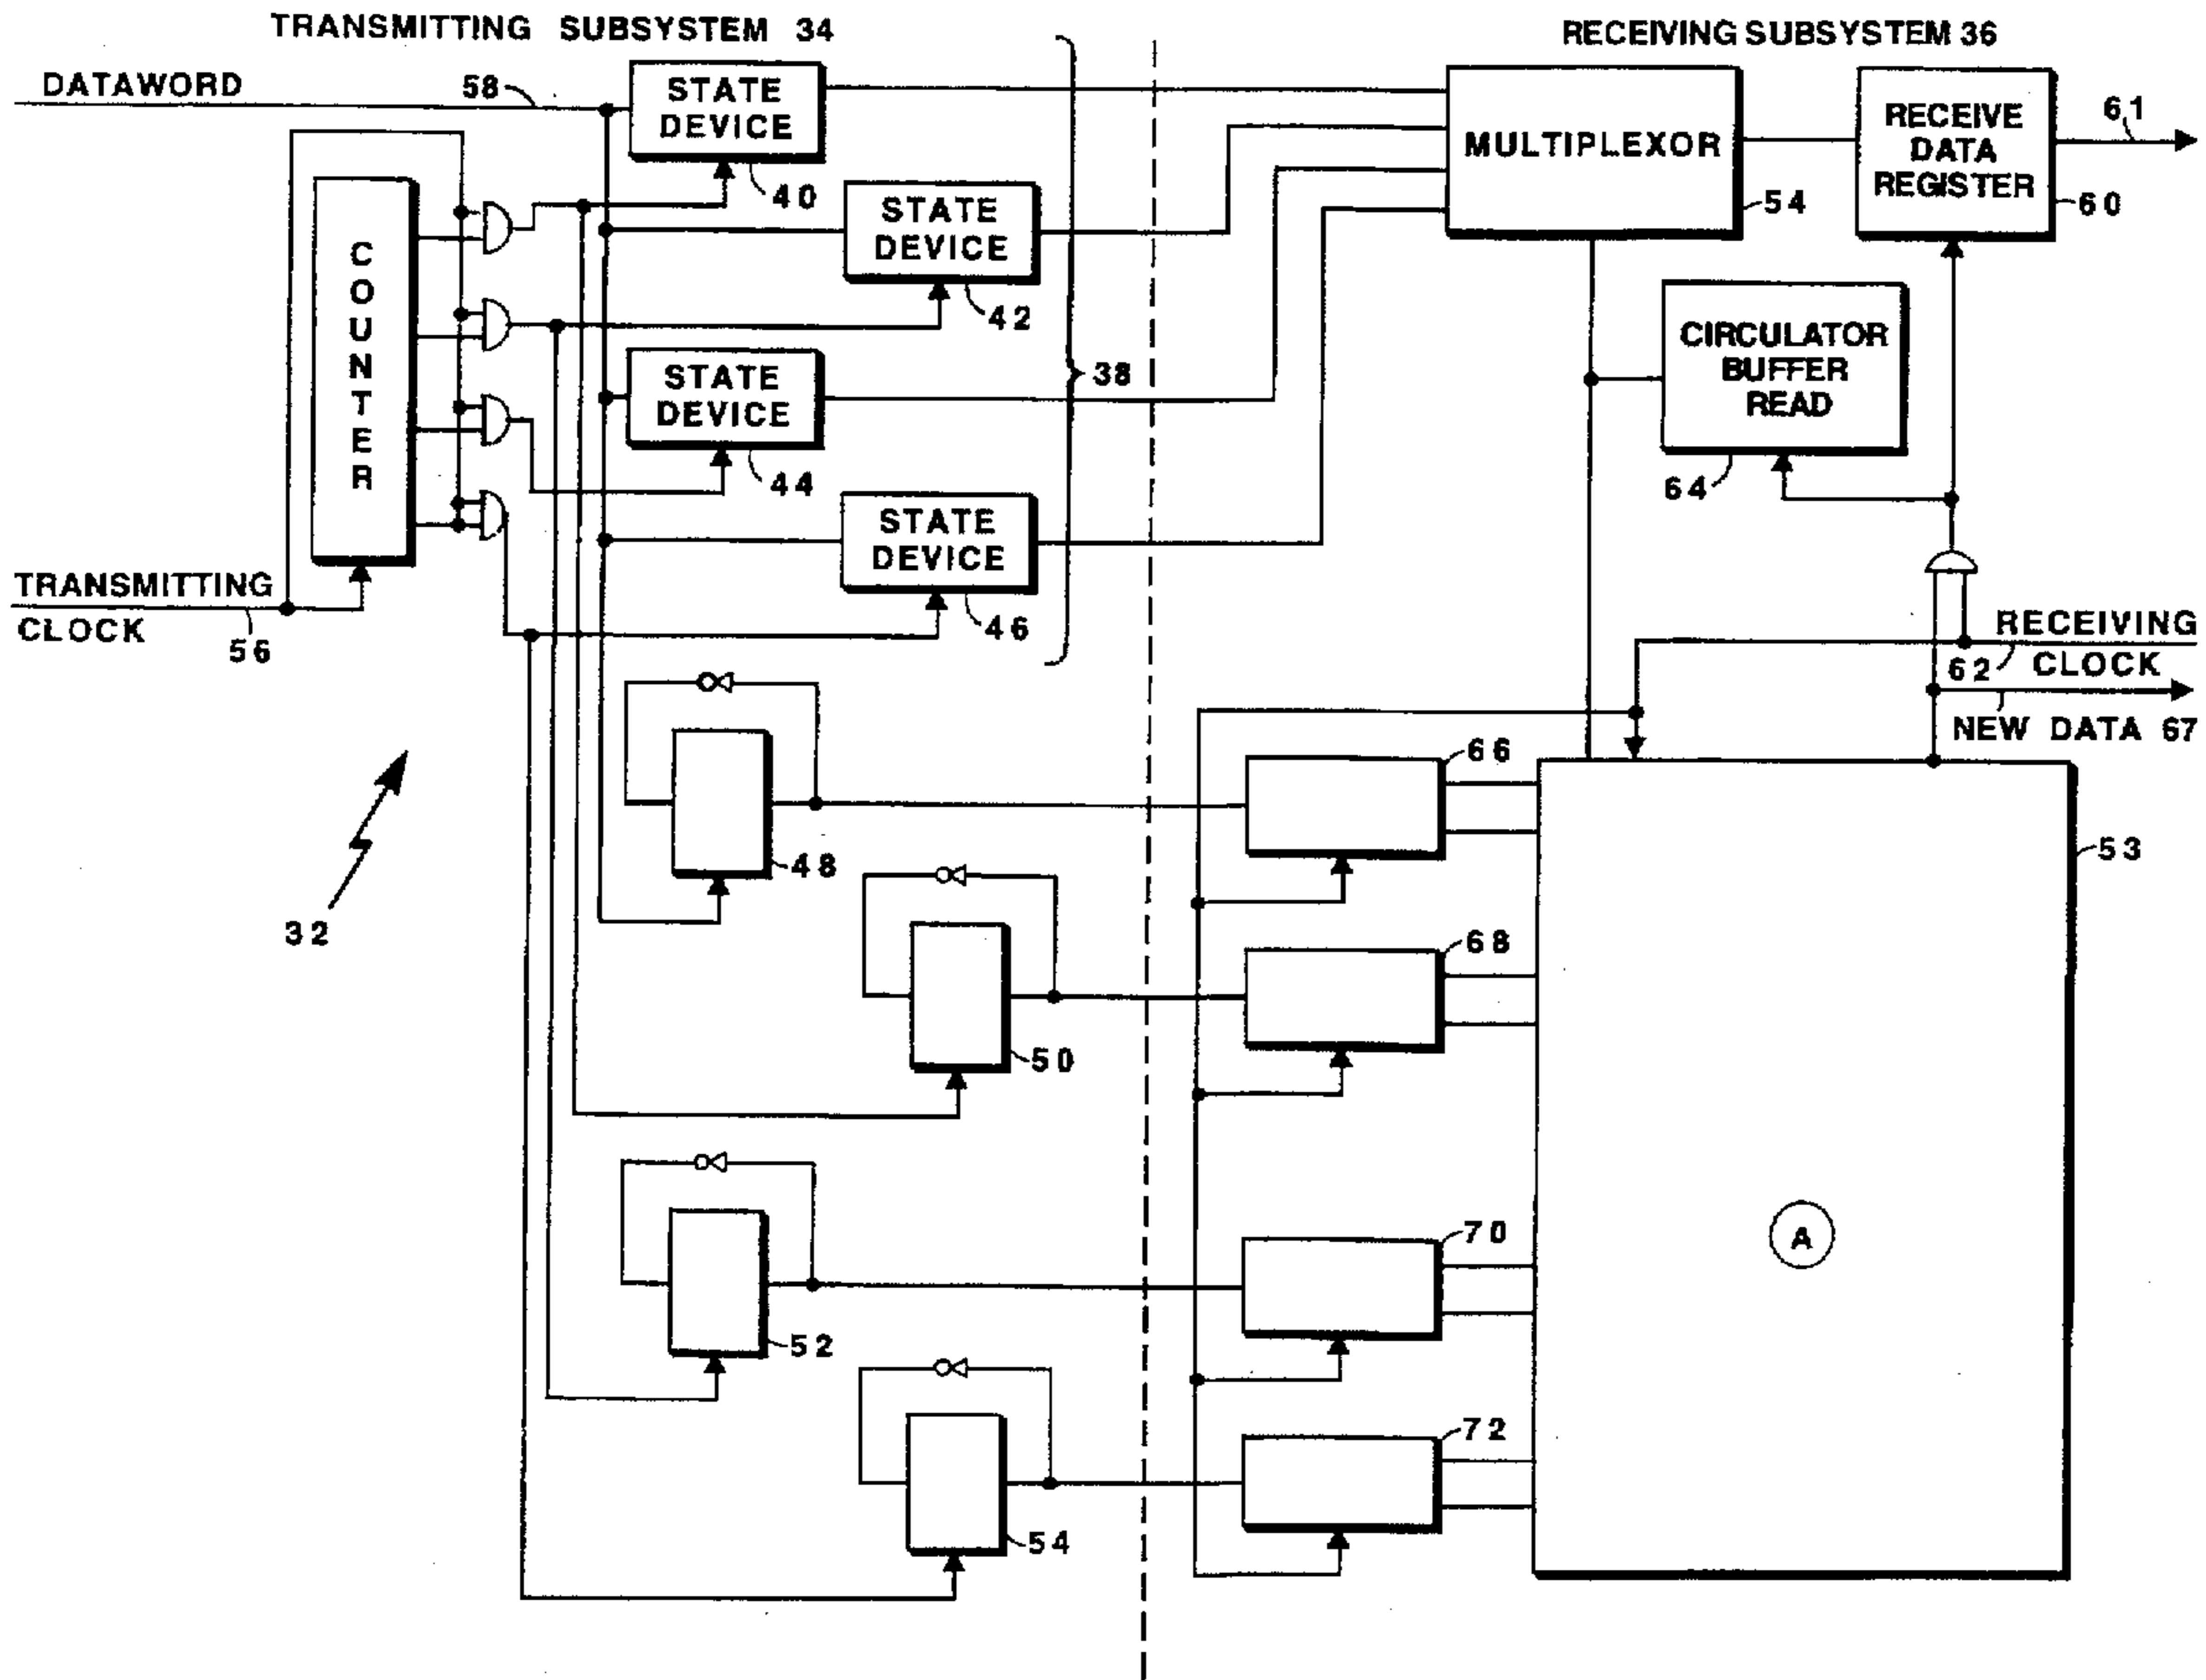 TRANSMITTING SUBSYSTEM 34
RECEIVING SUBSYSTEM 36
DATAWORD
58
STATE
DEVICE
40
STATE
DEVICE
42
STATE
DEVICE
44
STATE
DEVICE
46
38
COUNTER
TRANSMITTING
CLOCK
56
MULTIPLEXOR
54
RECEIVE
DATA
REGISTER
60
61
CIRCULATOR
BUFFER
READ
64
RECEIVING
CLOCK
62
NEW DATA 67
32
48
50
52
54
66
68
70
72
53
A